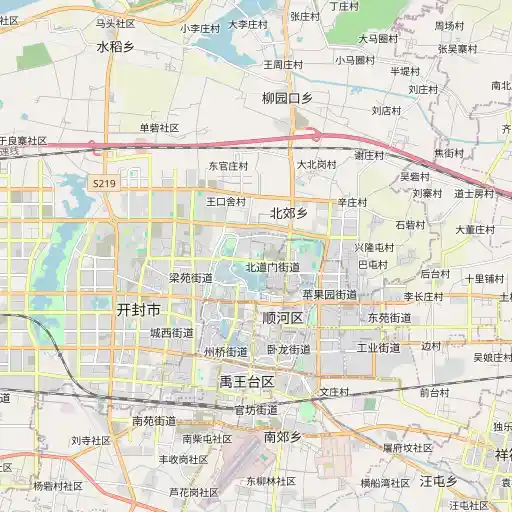 丁庄村
张庄村
马头社区
小李庄村
大李庄村
周场村
水稻乡
大马圈村
张吴寨村
王周庄村
小马圈村
半堤村
柳园口乡
刘庄村
南北
刘店村
单砦社区
于良寨社区
齐
东官庄村
大北岗村
谢庄村
焦街村
S219
吴砦村
刘寨村
道士房村
王口舍村
辛庄村
北郊乡
石砦村
大董庄村
兴隆屯村
巴屯村
梁苑街道
北道门街道
后台村
十里铺村
苹果园街道
李长庄村
土
开封市
顺河区
东苑街道
城西街道
州桥街道
卧龙街道
工业街道
边村
吴娘庄村
禹王台区
文庄村
前台村
道
官坊街道
南苑街道
独乐
刘寺社区
南柴屯社区
南郊乡
屠府坟社区
祥符
丰收岗社区
杨砦村社区
芦花岗社区
东柳林社区
横船湾社区
汪屯乡